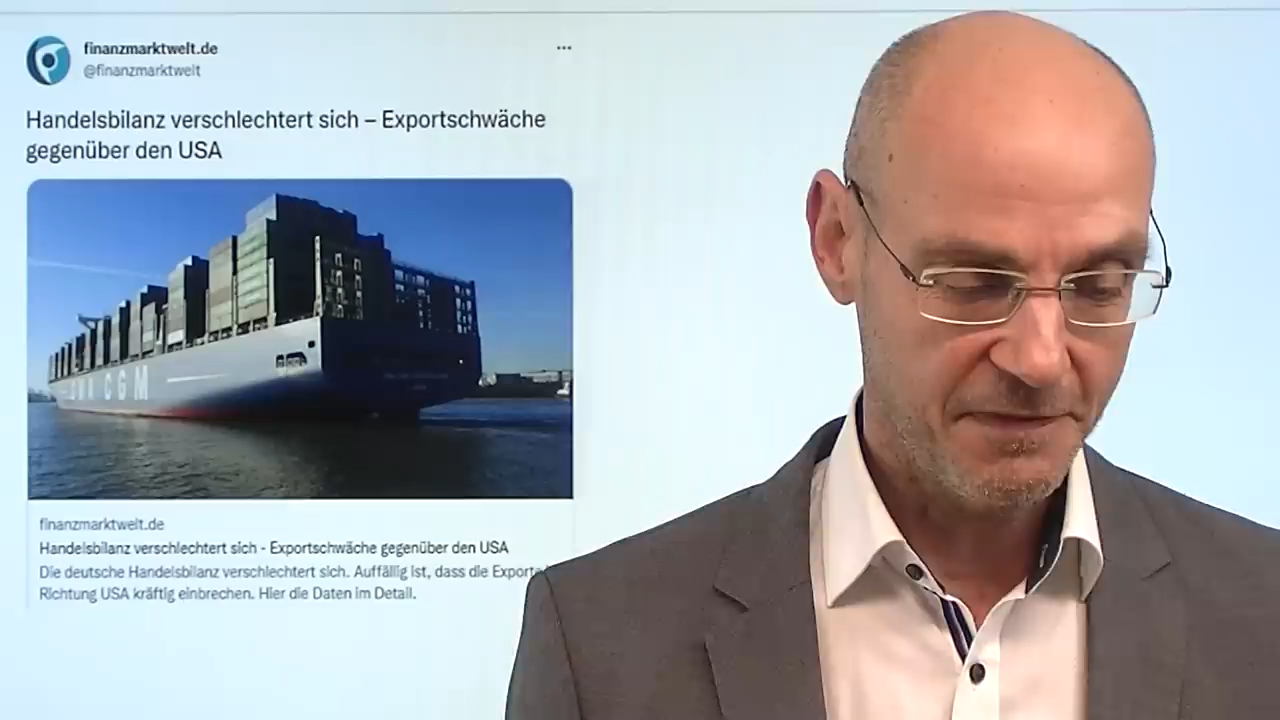 finanzmarktwelt.de
@finanzmarktwelt
Handelsbilanz verschlechtert sich – Exportschwäche
gegenüber den USA
CGM
finanzmarktwelt.de
Handelsbilanz verschlechtert sich - Exportschwäche gegenüber den USA
Die deutsche Handelsbilanz verschlechtert sich. Auffällig ist, dass die Exporte
Richtung USA kräftig einbrechen. Hier die Daten im Detail.